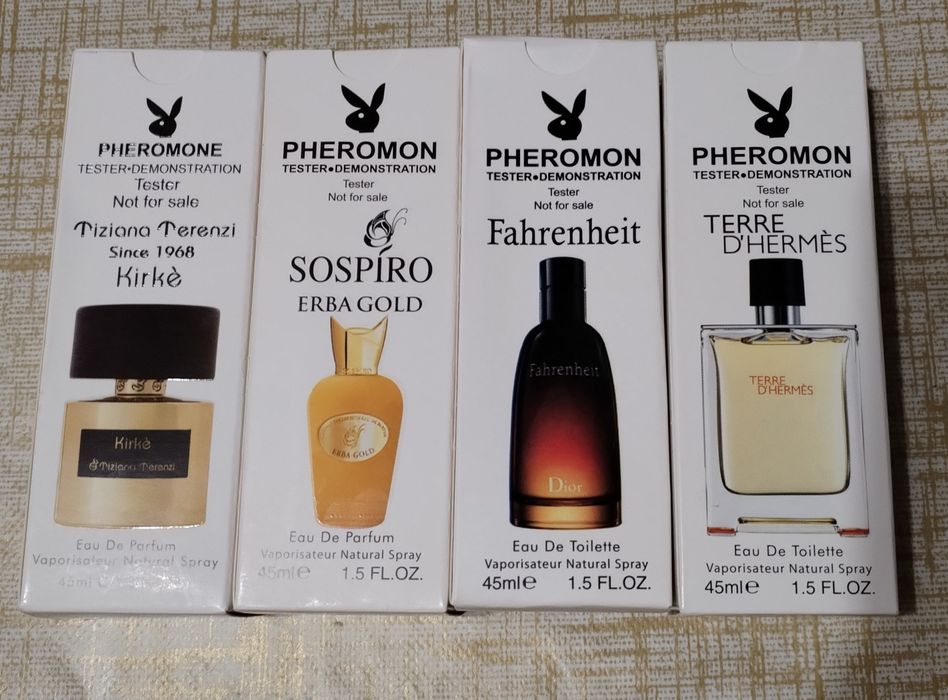 PHEROMONE
TESTER•DEMONSTRATION
Tester
Not for sale
Tiziana Terenzi
Since 1968
Kirkè
Kirkè
Tiziana Terenzi
Eau De Parfum
Vaporisateur Natural Spray
45ml e
PHEROMON
TESTER•DEMONSTRATION
Tester
Not for sale
SOSPIRO
ERBA GOLD
ERBA GOLD
Eau De Parfum
Vaporisateur Natural Spray
45ml e 1.5 FL.OZ.
PHEROMON
TESTER•DEMONSTRATION
Tester
Not for sale
Fahrenheit
Fahrenheit
Dior
Eau De Toilette
Vaporisateur Natural Spray
45ml e 1.5 FL.OZ.
PHEROMON
TESTER•DEMONSTRATION
Tester
Not for sale
TERRE
D'HERMÈS
TERRE
D'HERMÈS
Eau De Toilette
Vaporisateur Natural Spray
45ml e 1.5 FL.OZ.